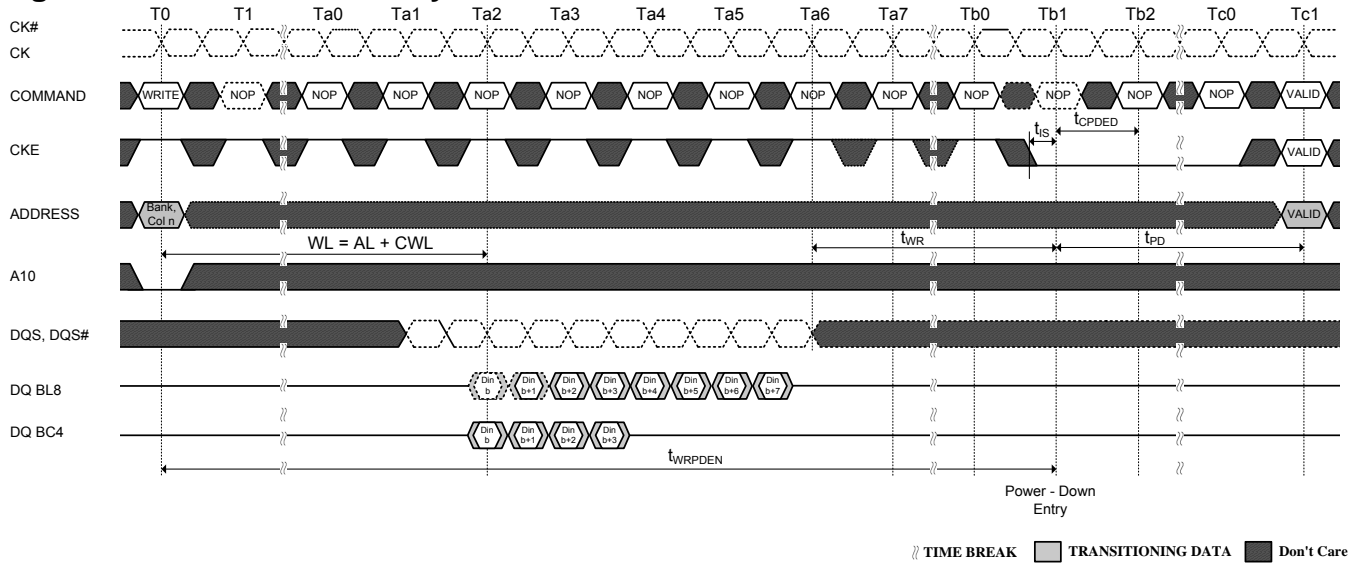 T0 T1 Ta0 Ta1 Ta2 Ta3 Ta4 Ta5 Ta6 Ta7 Tb0 Tb1 Tb2 Tc0 Tc1
CK#
CK
COMMAND WRITE NOP NOP NOP NOP NOP NOP NOP NOP NOP NOP NOP NOP NOP VALID
tIS tCPDED
CKE VALID
ADDRESS Bank, Col n VALID
WL = AL + CWL tWR tPD
A10
DQS, DQS#
DQ BL8 Din b Din b+1 Din b+2 Din b+3 Din b+4 Din b+5 Din b+6 Din b+7
DQ BC4 Din b Din b+1 Din b+2 Din b+3
tWRPDEN
Power - Down
Entry
TIME BREAK TRANSITIONING DATA Don't Care